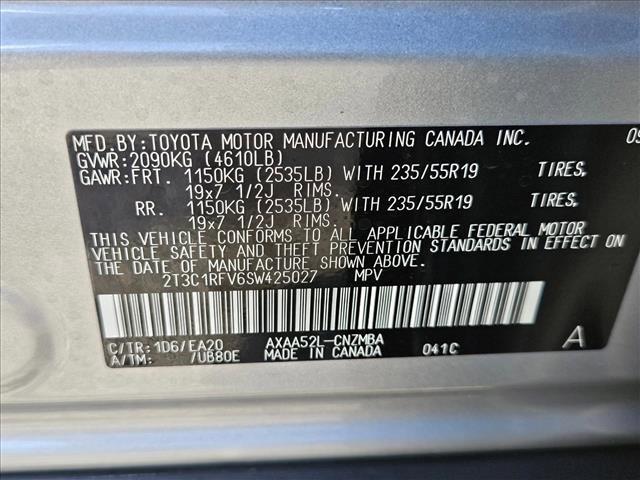 MFD.BY:TOYOTA MOTOR MANUFACTURING CANADA INC. 09
GVWR:2090KG (4610LB)
GAWR:FRT. 1150KG (2535LB) WITH 235/55R19 TIRES,
19x7 1/2J RIMS.
RR. 1150KG (2535LB) WITH 235/55R19 TIRES,
19x7 1/2J RIMS.
THIS VEHICLE CONFORMS TO ALL APPLICABLE FEDERAL MOTOR
VEHICLE SAFETY AND THEFT PREVENTION STANDARDS IN EFFECT ON
THE DATE OF MANUFACTURE SHOWN ABOVE.
2T3C1RFV6SW425027 MPV
C/TR:1D6/EA20 AXAA52L-CNZMBA 041C A
A/TM: /UB80E MADE IN CANADA